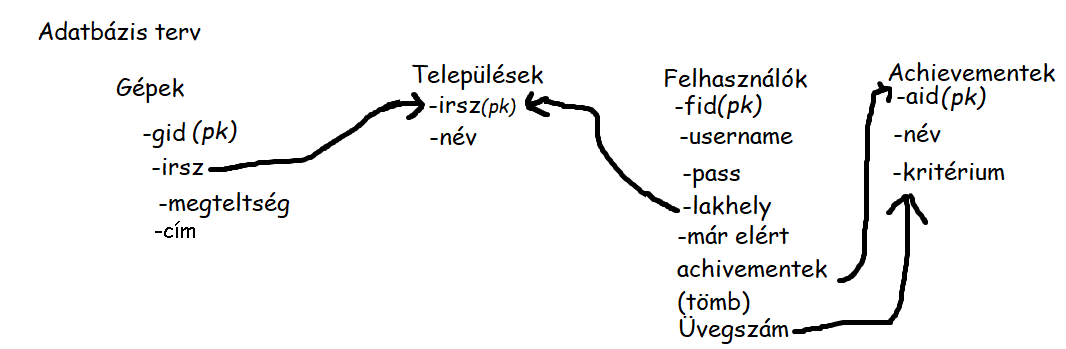 Adatbázis terv
Gépek
-gid (pk)
-irsz
-megteltség
-cím
Települések
-irsz(pk)
-név
Felhasználók
-fid(pk)
-username
-pass
-lakhely
-már elért
achivementek
(tömb)
Üvegszám
Achievementek
-aid(pk)
-név
-kritérium